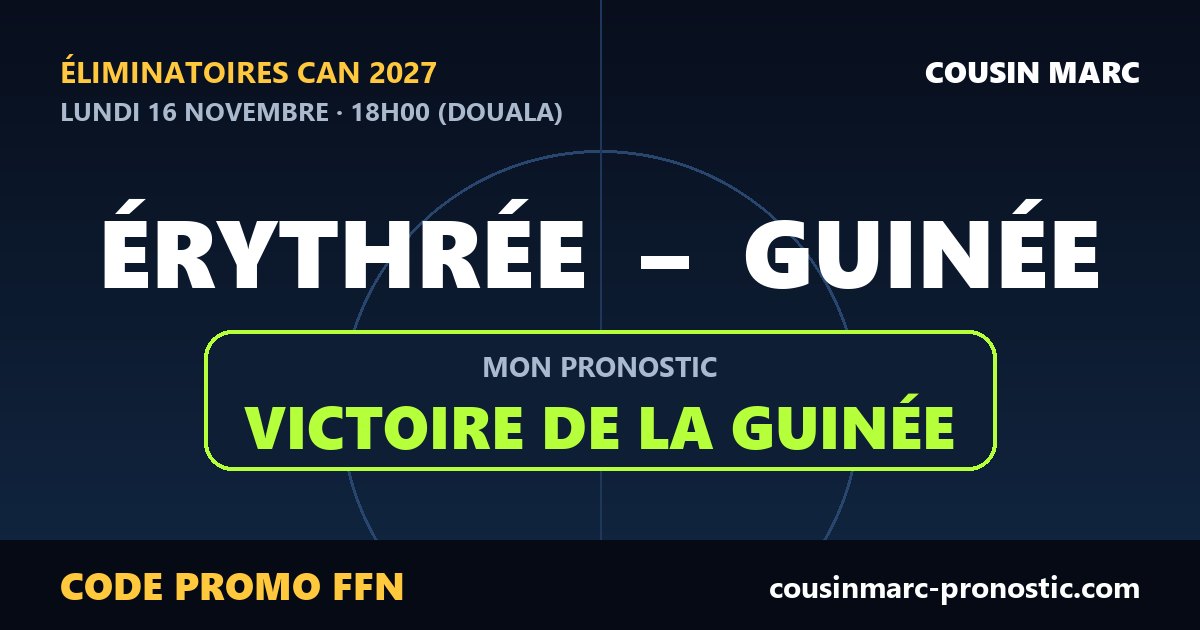 ÉLIMINATOIRES CAN 2027
COUSIN MARC
LUNDI 16 NOVEMBRE · 18H00 (DOUALA)
ÉRYTHRÉE – GUINÉE
MON PRONOSTIC
VICTOIRE DE LA GUINÉE
CODE PROMO FFN
cousinmarc-pronostic.com